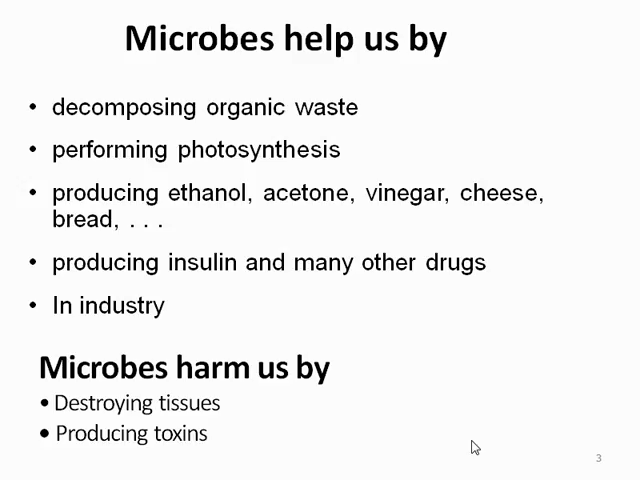 Microbes help us by
• decomposing organic waste
• performing photosynthesis
• producing ethanol, acetone, vinegar, cheese,
bread, . . .
• producing insulin and many other drugs
• In industry
Microbes harm us by
• Destroying tissues
• Producing toxins
3